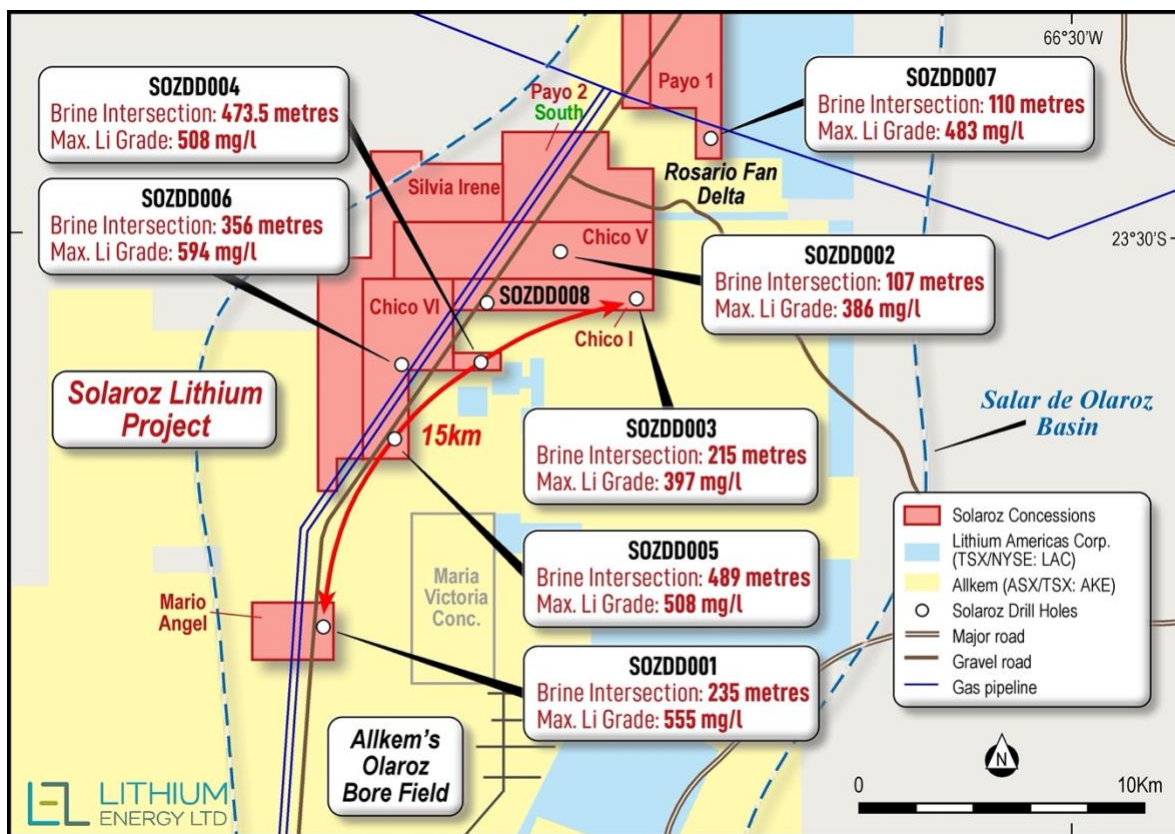 66°30'W
SOZDD004
Brine Intersection: 473.5 metres
Max. Li Grade: 508 mg/l
Payo 2
South
Payo 1
SOZDD007
Brine Intersection: 110 metres
Max. Li Grade: 483 mg/l
SOZDD006
Brine Intersection: 356 metres
Max. Li Grade: 594 mg/l
Silvia Irene
Rosario Fan
Delta
Chico V
23°30'S
SOZDD002
Brine Intersection: 107 metres
Max. Li Grade: 386 mg/l
Chico VI
SOZDD008
Chico I
Solaroz Lithium
Project
15km
Salar de Olaroz
Basin
SOZDD003
Brine Intersection: 215 metres
Max. Li Grade: 397 mg/l
SOZDD005
Brine Intersection: 489 metres
Max. Li Grade: 508 mg/l
Maria
Victoria
Conc.
Mario
Angel
SOZDD001
Brine Intersection: 235 metres
Max. Li Grade: 555 mg/l
Solaroz Concessions
Lithium Americas Corp.
(TSX/NYSE: LAC)
Allkem (ASX/TSX: AKE)
Solaroz Drill Holes
Major road
Gravel road
Gas pipeline
Allkem's
Olaroz
Bore Field
N
0 10Km
LITHIUM
ENERGY LTD